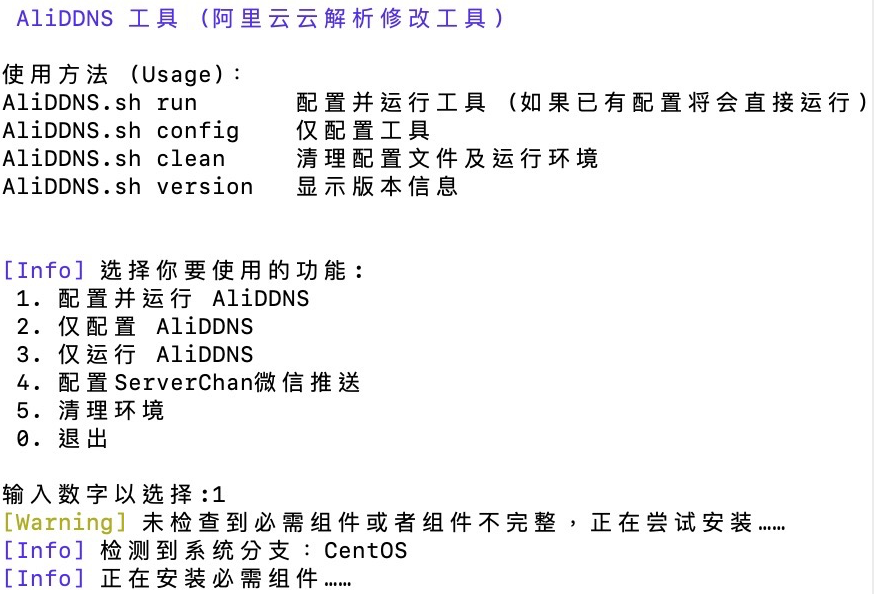 AliDDNS 工具 (阿里云云解析修改工具)
使用方法 (Usage)：
AliDDNS.sh run 配置并运行工具 (如果已有配置将会直接运行)
AliDDNS.sh config 仅配置工具
AliDDNS.sh clean 清理配置文件及运行环境
AliDDNS.sh version 显示版本信息
[Info] 选择你要使用的功能：
1. 配置并运行 AliDDNS
2. 仅配置 AliDDNS
3. 仅运行 AliDDNS
4. 配置ServerChan微信推送
5. 清理环境
0. 退出
输入数字以选择:1
[Warning] 未检查到必需组件或者组件不完整，正在尝试安装……
[Info] 检测到系统分支：CentOS
[Info] 正在安装必需组件……